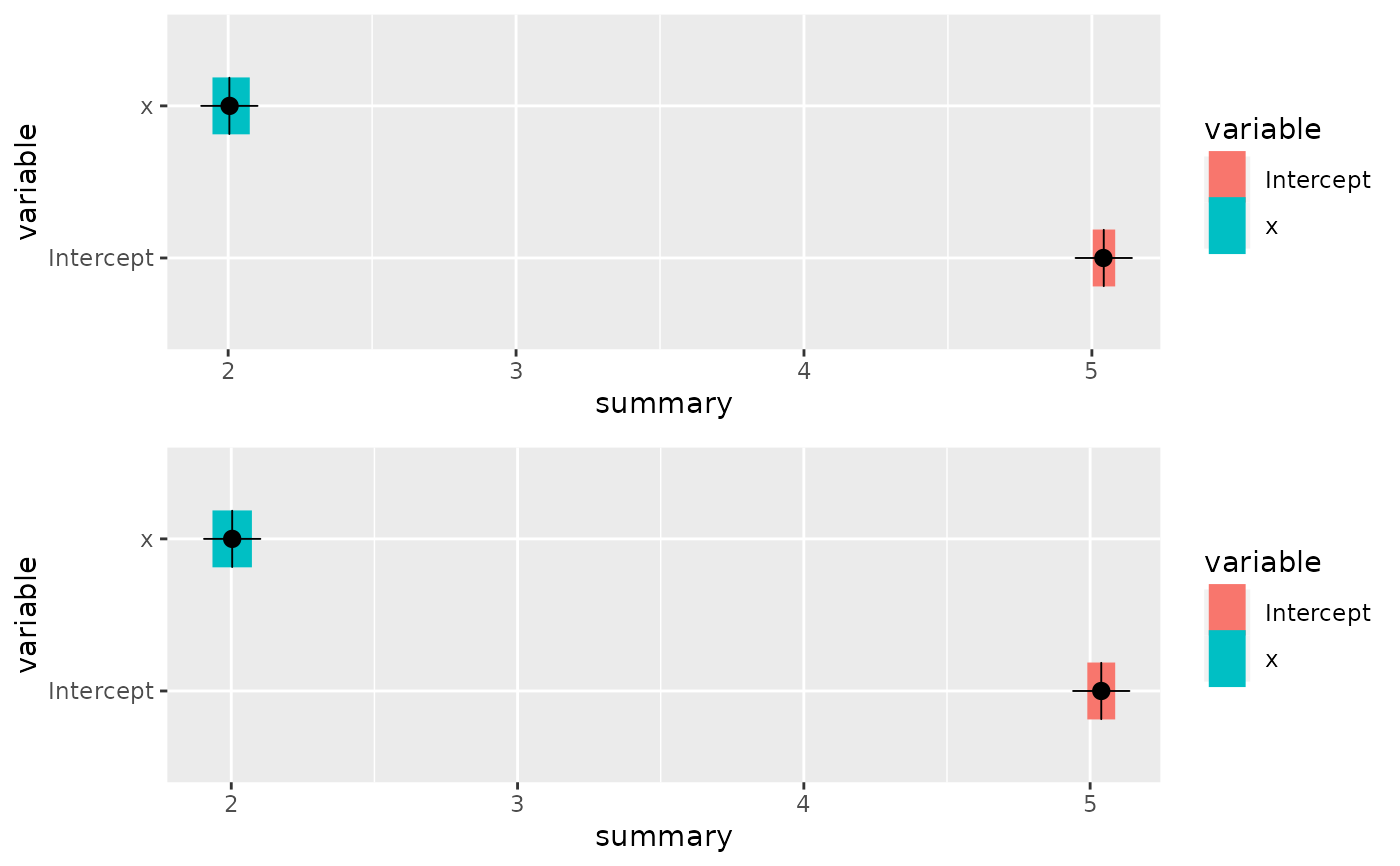 variable
x
Intercept
2 3 4 5
summary
variable
Intercept
x
variable
x
Intercept
2 3 4 5
summary
variable
Intercept
x